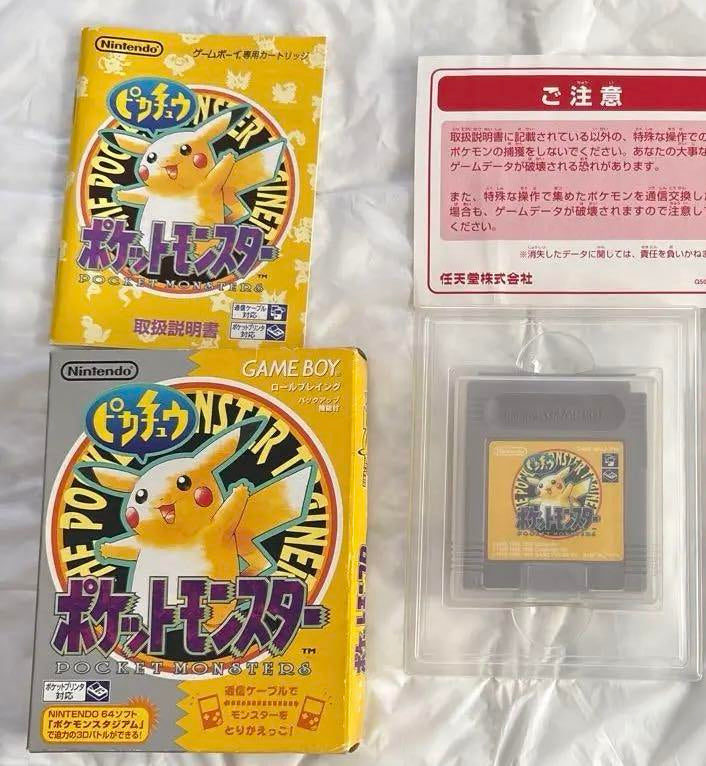 Nintendo
ゲームボーイ専用カートリッジ
ピカチュウ
THE POCKET MONSTER TRAINER
ポケットモンスター
TM
POCKET MONSTERS
取扱説明書
通信ケーブル
対応
ポケットプリンタ
対応
ご注意
取扱説明書に記載されている以外の、特殊な操作での
ポケモンの捕獲をしないでください。あなたの大事な
ゲームデータが破壊される恐れがあります。
また、特殊な操作で集めたポケモンを通信交換し
場合も、ゲームデータが破壊されますので注意して
ください。
※消失したデータに関しては、責任を負いかねま
任天堂株式会社
Nintendo
GAME BOY
ロールプレイング
バックアップ
機能付
ピカチュウ
ポケットモンスター
TM
POCKET MONSTERS
ポケットプリンタ
対応
NINTENDO 64ソフト
「ポケモンスタジアム」
で迫力の3Dバトルができる!
通信ケーブルで
モンスターを
とりかえっこ!
Nintendo
ピカチュウ
ポケットモンスター
POCKET MONSTERS